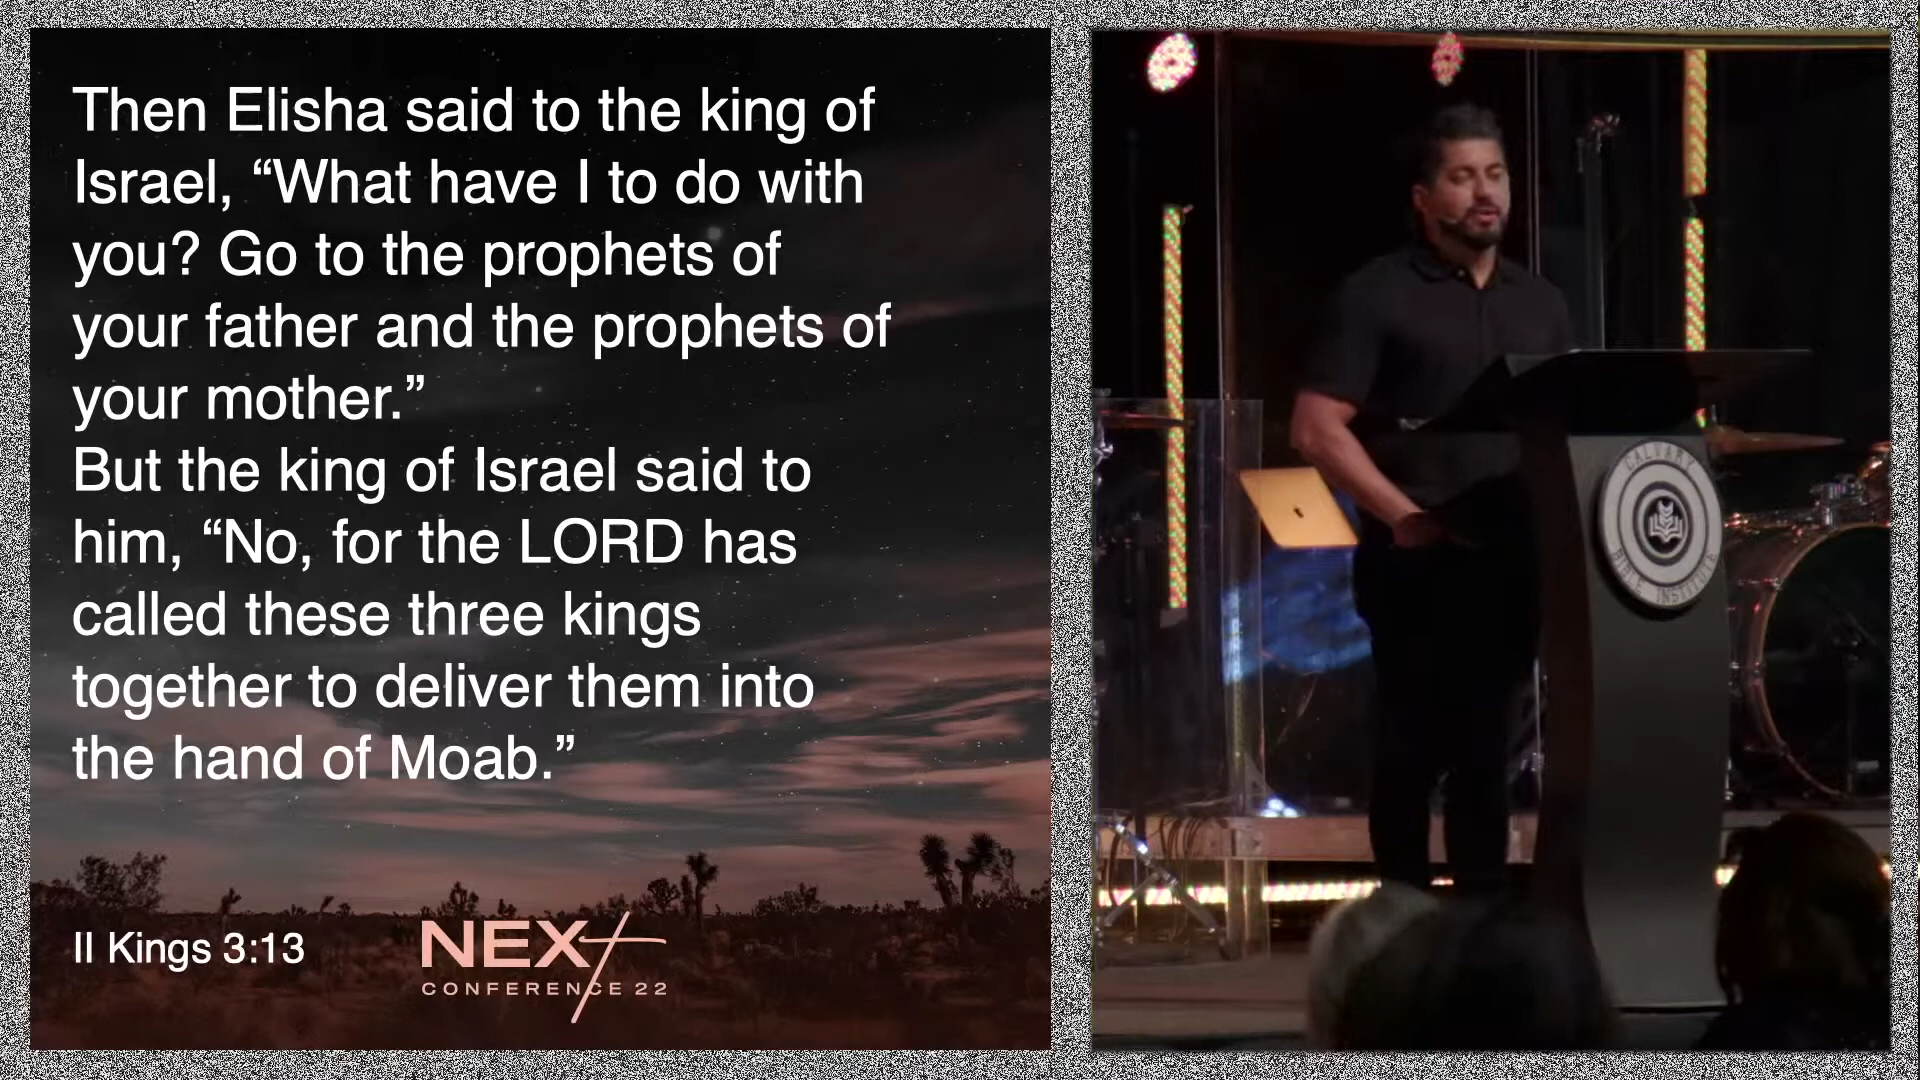 Then Elisha said to the king of
Israel, “What have I to do with
you? Go to the prophets of
your father and the prophets of
your mother.”
But the king of Israel said to
him, “No, for the LORD has
called these three kings
together to deliver them into
the hand of Moab.”
II Kings 3:13
NEXT
CONFERENCE 22
CALVARY
BIBLE INSTITUTE